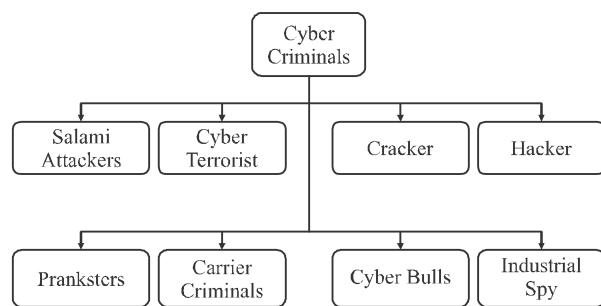 Cyber
Criminals
Salami
Attackers
Cyber
Terrorist
Cracker
Hacker
Pranksters
Carrier
Criminals
Cyber Bulls
Industrial
Spy